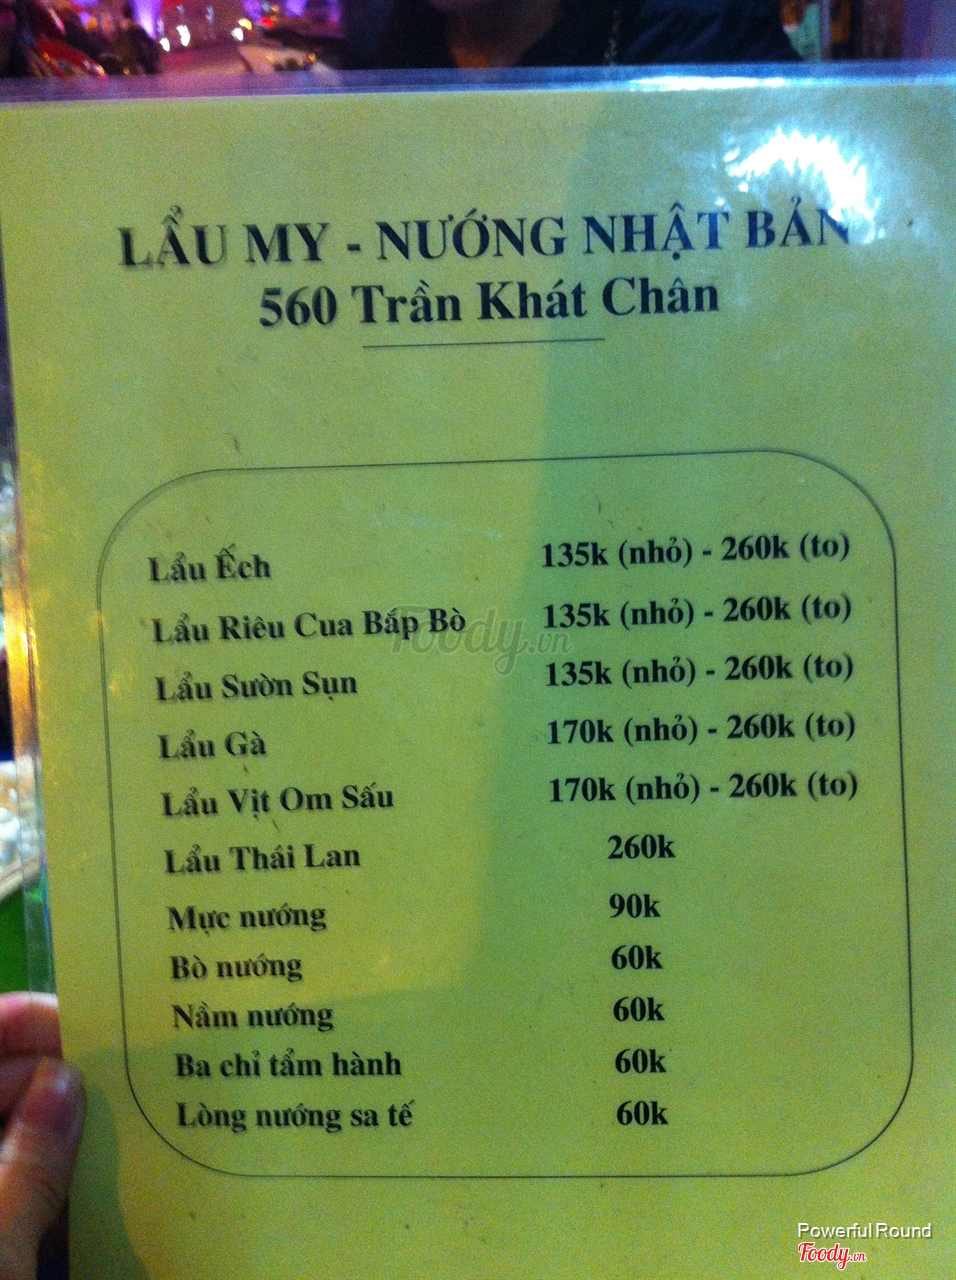 LẨU MY - NƯỚNG NHẬT BẢN
560 Trần Khát Chân
Lẩu Ếch 135k (nhỏ) - 260k (to)
Lẩu Riêu Cua Bắp Bò 135k (nhỏ) - 260k (to)
Lẩu Sườn Sụn 135k (nhỏ) - 260k (to)
Lẩu Gà 170k (nhỏ) - 260k (to)
Lẩu Vịt Om Sấu 170k (nhỏ) - 260k (to)
Lẩu Thái Lan 260k
Mực nướng 90k
Bò nướng 60k
Nầm nướng 60k
Ba chỉ tẩm hành 60k
Lòng nướng sa tế 60k
Foody.vn
Powerful Round
Foody.vn